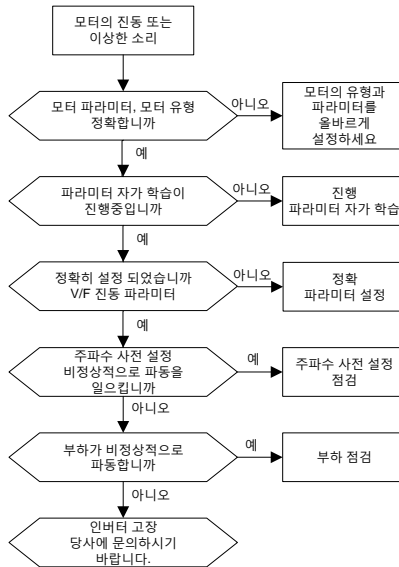 모터의 진동 또는
이상한 소리
모터 파라미터, 모터 유형
정확합니까
아니오
모터의 유형과
파라미터를
올바르게
설정하세요
예
파라미터 자가 학습이
진행중입니까
아니오
진행
파라미터 자가 학습
예
정확히 설정 되었습니까
V/F 진동 파라미터
아니오
정확
파라미터 설정
예
주파수 사전 설정
비정상적으로 파동을
일으킵니까
예
주파수 사전 설정
점검
아니오
부하가 비정상적으로
파동합니까
예
부하 점검
아니오
인버터 고장
당사에 문의하시기
바랍니다.